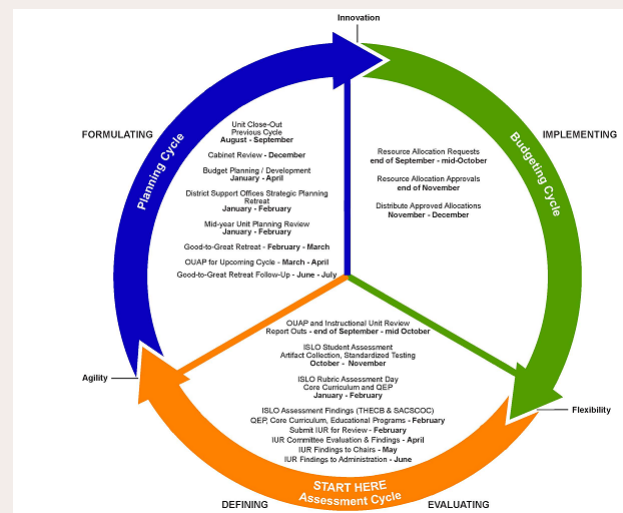 Innovation
FORMULATING
IMPLEMENTING
Planning Cycle
Budgeting Cycle
Unit Close-Out
Previous Cycle
August - September
Cabinet Review - December
Budget Planning / Development
January - April
District Support Offices Strategic Planning
Retreat
January - February
Mid-year Unit Planning Review
January - February
Good-to-Great Retreat - February - March
OUAP for Upcoming Cycle - March - April
Good-to-Great Retreat Follow-Up - June - July
Resource Allocation Requests
end of September - mid-October
Resource Allocation Approvals
end of November
Distribute Approved Allocations
November - December
OUAP and Instructional Unit Review
Report Outs - end of September - mid October
ISLO Student Assessment
Artifact Collection, Standardized Testing
October - November
ISLO Rubric Assessment Day
Core Curriculum and QEP
January - February
ISLO Assessment Findings (THECB & SACSCOC)
QEP, Core Curriculum, Educational Programs - February
Submit IUR for Review - February
IUR Committee Evaluation & Findings - April
IUR Findings to Chairs - May
IUR Findings to Administration - June
Agility
Flexibility
START HERE
Assessment Cycle
DEFINING
EVALUATING